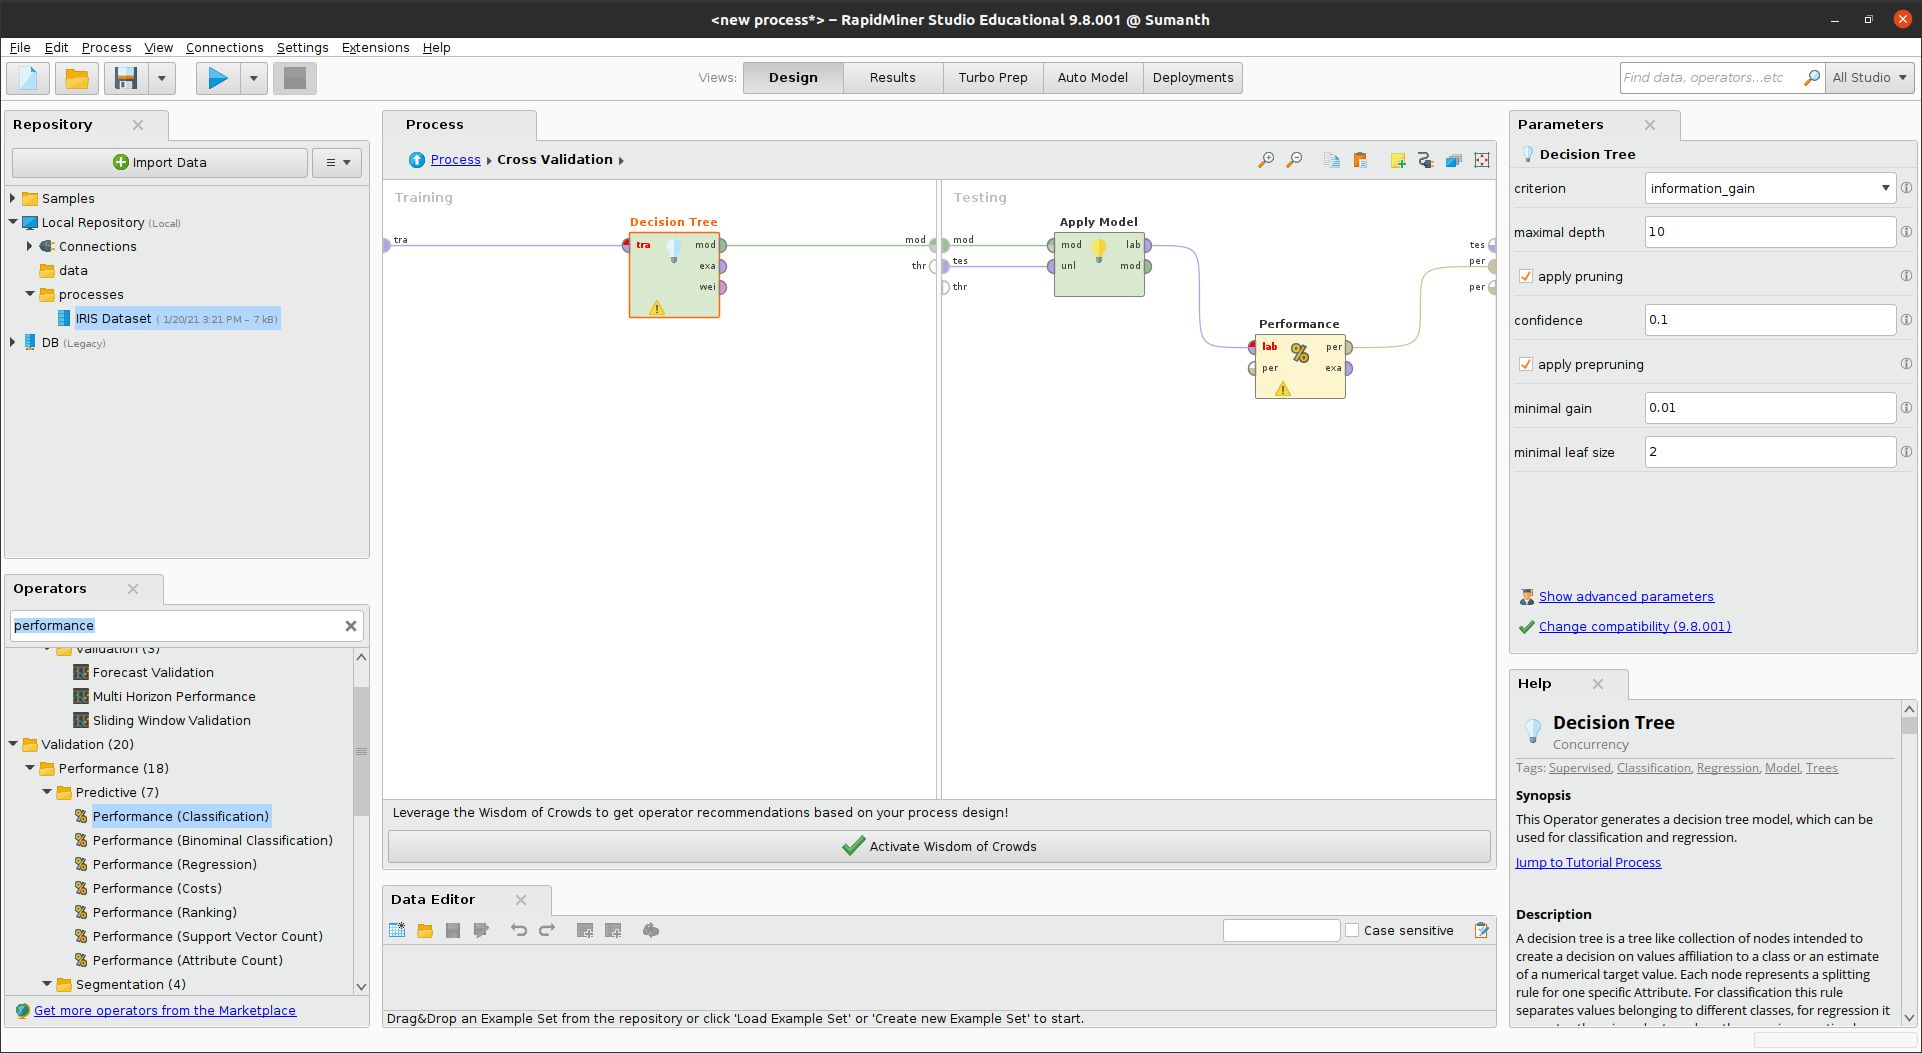 <new process*> – RapidMiner Studio Educational 9.8.001 @ Sumanth
File Edit Process View Connections Settings Extensions Help
Views: Design Results Turbo Prep Auto Model Deployments
Find data, operators...etc All Studio
Repository
Import Data
Samples
Local Repository (Local)
Connections
data
processes
IRIS Dataset ( 1/20/21 3:21 PM – 7 kB)
DB (Legacy)
Operators
performance
Validation (3)
Forecast Validation
Multi Horizon Performance
Sliding Window Validation
Validation (20)
Performance (18)
Predictive (7)
Performance (Classification)
Performance (Binominal Classification)
Performance (Regression)
Performance (Costs)
Performance (Ranking)
Performance (Support Vector Count)
Performance (Attribute Count)
Segmentation (4)
Get more operators from the Marketplace
Process
Process Cross Validation
Training
tra
Decision Tree
tra mod
exa
wei
mod
thr
Testing
mod
tes
thr
Apply Model
mod lab
unl mod
Performance
lab per
per exa
tes
per
per
Leverage the Wisdom of Crowds to get operator recommendations based on your process design!
Activate Wisdom of Crowds
Data Editor
Case sensitive
Drag&Drop an Example Set from the repository or click 'Load Example Set' or 'Create new Example Set' to start.
Parameters
Decision Tree
criterion information_gain
maximal depth 10
apply pruning
confidence 0.1
apply prepruning
minimal gain 0.01
minimal leaf size 2
Show advanced parameters
Change compatibility (9.8.001)
Help
Decision Tree
Concurrency
Tags: Supervised, Classification, Regression, Model, Trees
Synopsis
This Operator generates a decision tree model, which can be
used for classification and regression.
Jump to Tutorial Process
Description
A decision tree is a tree like collection of nodes intended to
create a decision on values affiliation to a class or an estimate
of a numerical target value. Each node represents a splitting
rule for one specific Attribute. For classification this rule
separates values belonging to different classes, for regression it